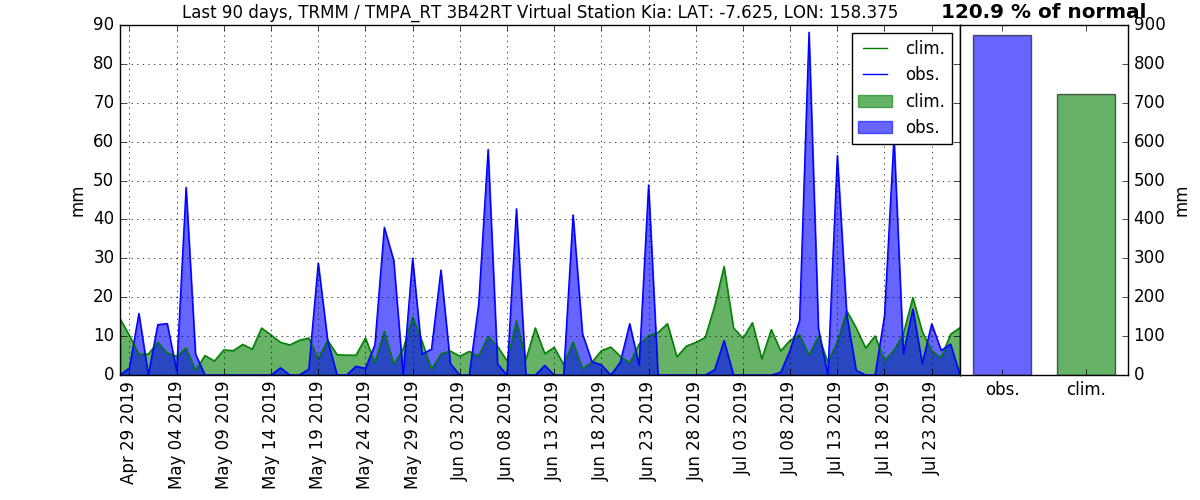 Last 90 days, TRMM / TMPA_RT 3B42RT Virtual Station Kia: LAT: -7.625, LON: 158.375
120.9 % of normal
90
80
70
60
50
40
30
20
10
0
mm
clim.
obs.
clim.
obs.
900
800
700
600
500
400
300
200
100
0
mm
obs.
clim.
Apr 29 2019
May 04 2019
May 09 2019
May 14 2019
May 19 2019
May 24 2019
May 29 2019
Jun 03 2019
Jun 08 2019
Jun 13 2019
Jun 18 2019
Jun 23 2019
Jun 28 2019
Jul 03 2019
Jul 08 2019
Jul 13 2019
Jul 18 2019
Jul 23 2019